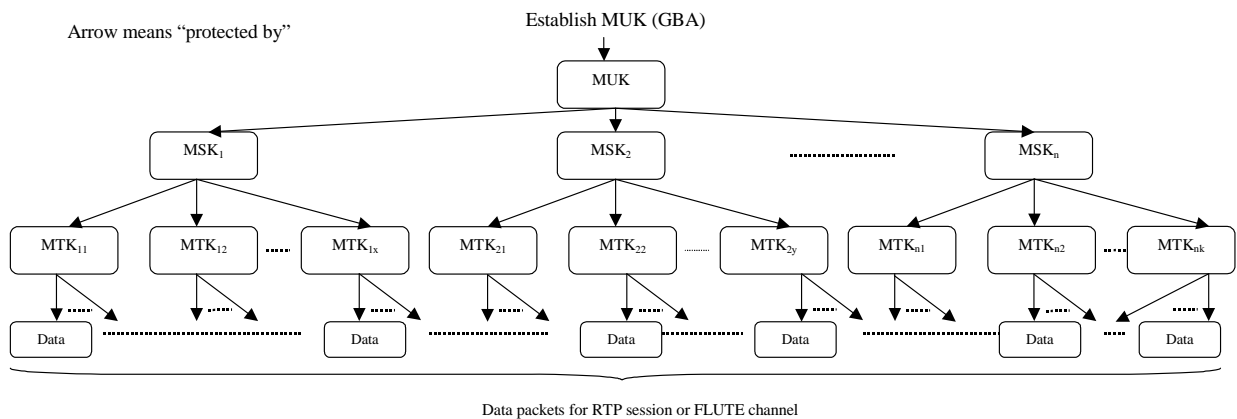 Establish MUK (GBA)
Arrow means “protected by”
MUK
MSK₁ MSK₂ MSKₙ
MTK₁₁ MTK₁₂ MTK₁ₓ MTK₂₁ MTK₂₂ MTK₂ᵧ MTKₙ₁ MTKₙ₂ MTKₙₖ
Data Data Data Data Data Data
Data packets for RTP session or FLUTE channel